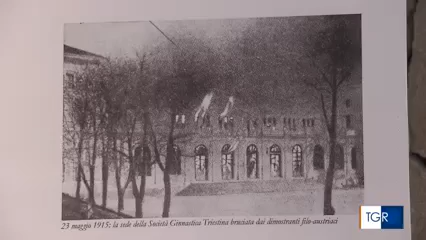 23 maggio 1915: la sede della Società Ginnastica Triestina bruciata dai dimostranti filo-austriaci
TGR